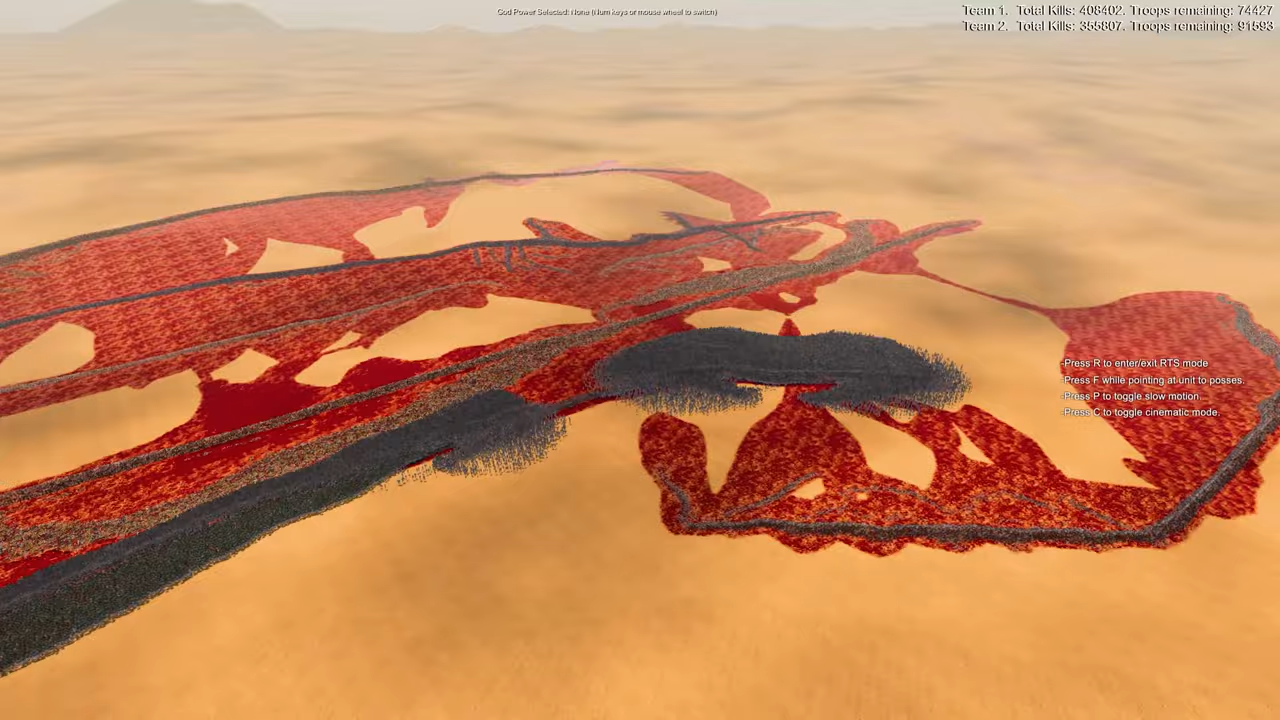 God Power Selected: None (Num keys or mouse wheel to switch)
Team 1.  Total Kills: 408402. Troops remaining: 74427
Team 2.  Total Kills: 355807. Troops remaining: 91593
-Press R to enter/exit RTS mode
-Press F while pointing at unit to posses.
-Press P to toggle slow motion.
-Press C to toggle cinematic mode.